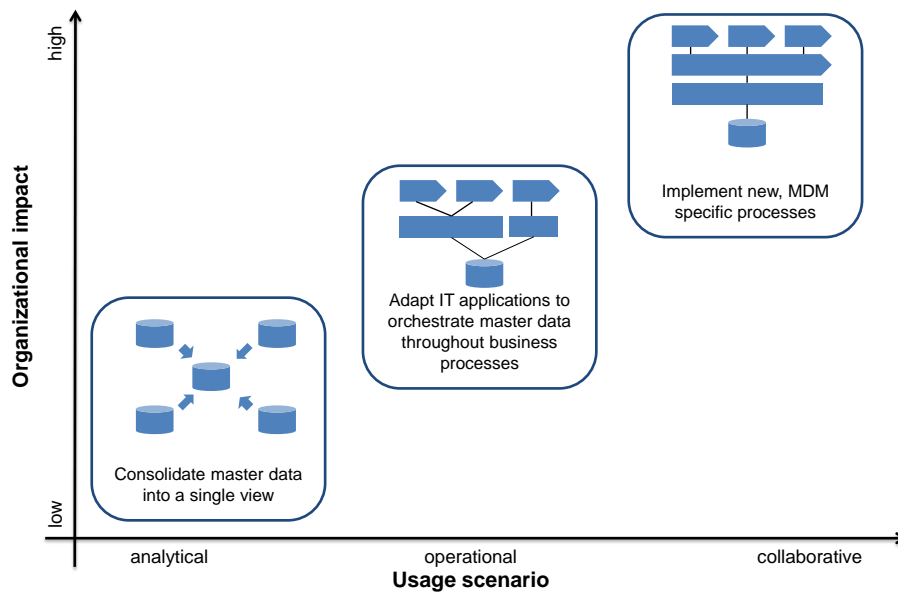 high
Organizational impact
low
Implement new, MDM
specific processes
Adapt IT applications to
orchestrate master data
throughout business
processes
Consolidate master data
into a single view
analytical
operational
collaborative
Usage scenario